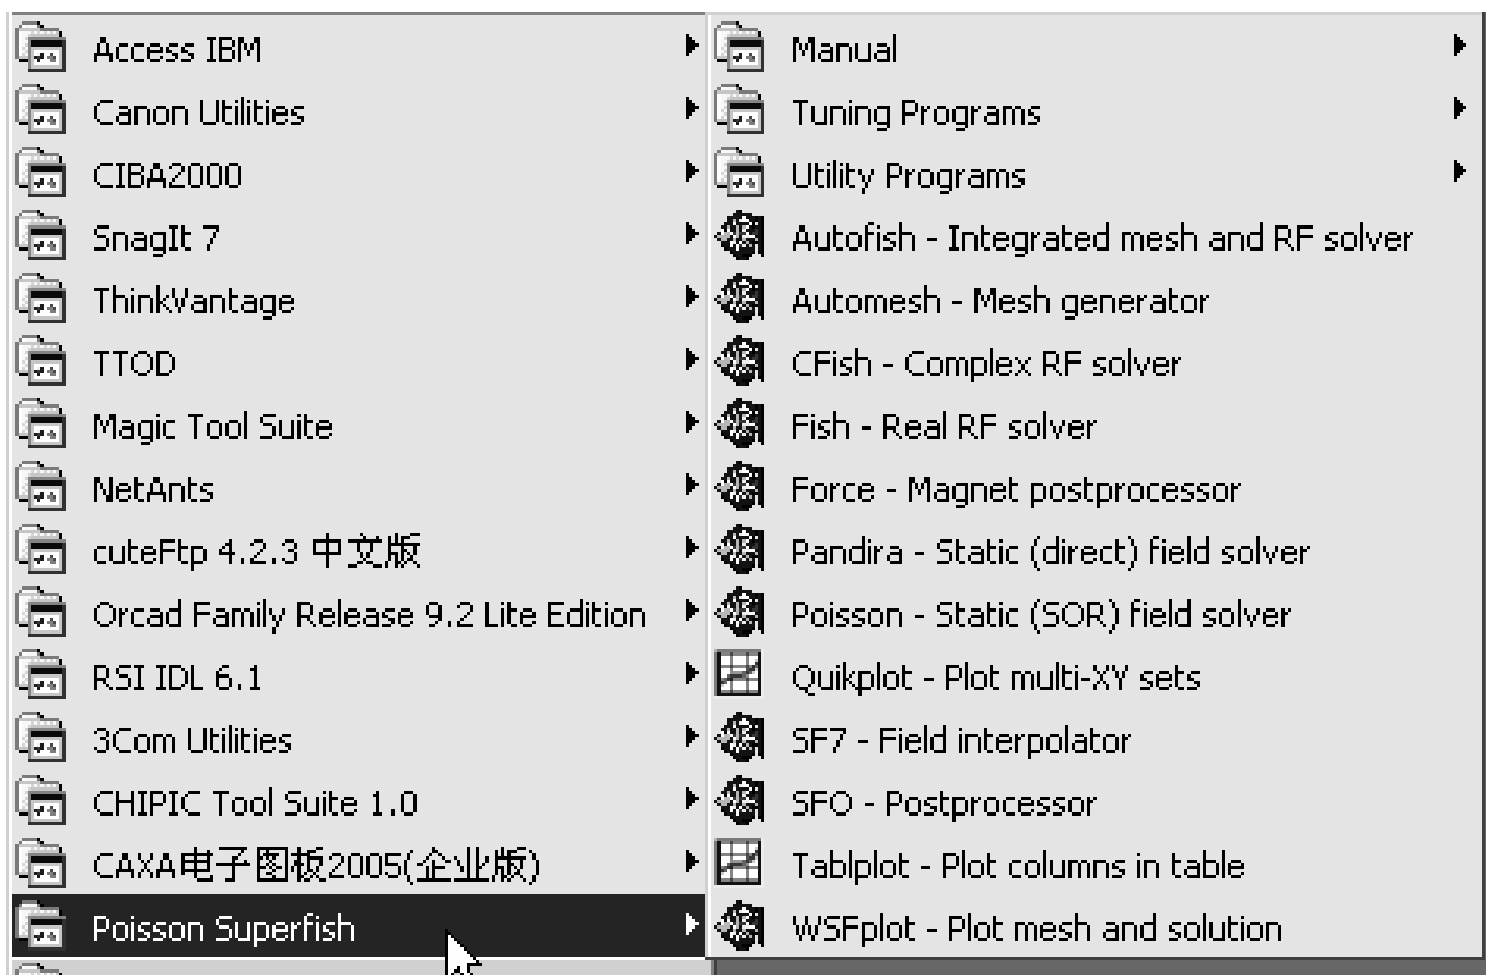 Access IBM
Canon Utilities
CIBA2000
SnagIt 7
ThinkVantage
TTOD
Magic Tool Suite
NetAnts
cuteFtp 4.2.3 中文版
Orcad Family Release 9.2 Lite Edition
RSI IDL 6.1
3Com Utilities
CHIPIC Tool Suite 1.0
CAXA电子图板2005(企业版)
Poisson Superfish
Manual
Tuning Programs
Utility Programs
Autofish - Integrated mesh and RF solver
Automesh - Mesh generator
CFish - Complex RF solver
Fish - Real RF solver
Force - Magnet postprocessor
Pandira - Static (direct) field solver
Poisson - Static (SOR) field solver
Quikplot - Plot multi-XY sets
SF7 - Field interpolator
SFO - Postprocessor
Tablplot - Plot columns in table
WSFplot - Plot mesh and solution